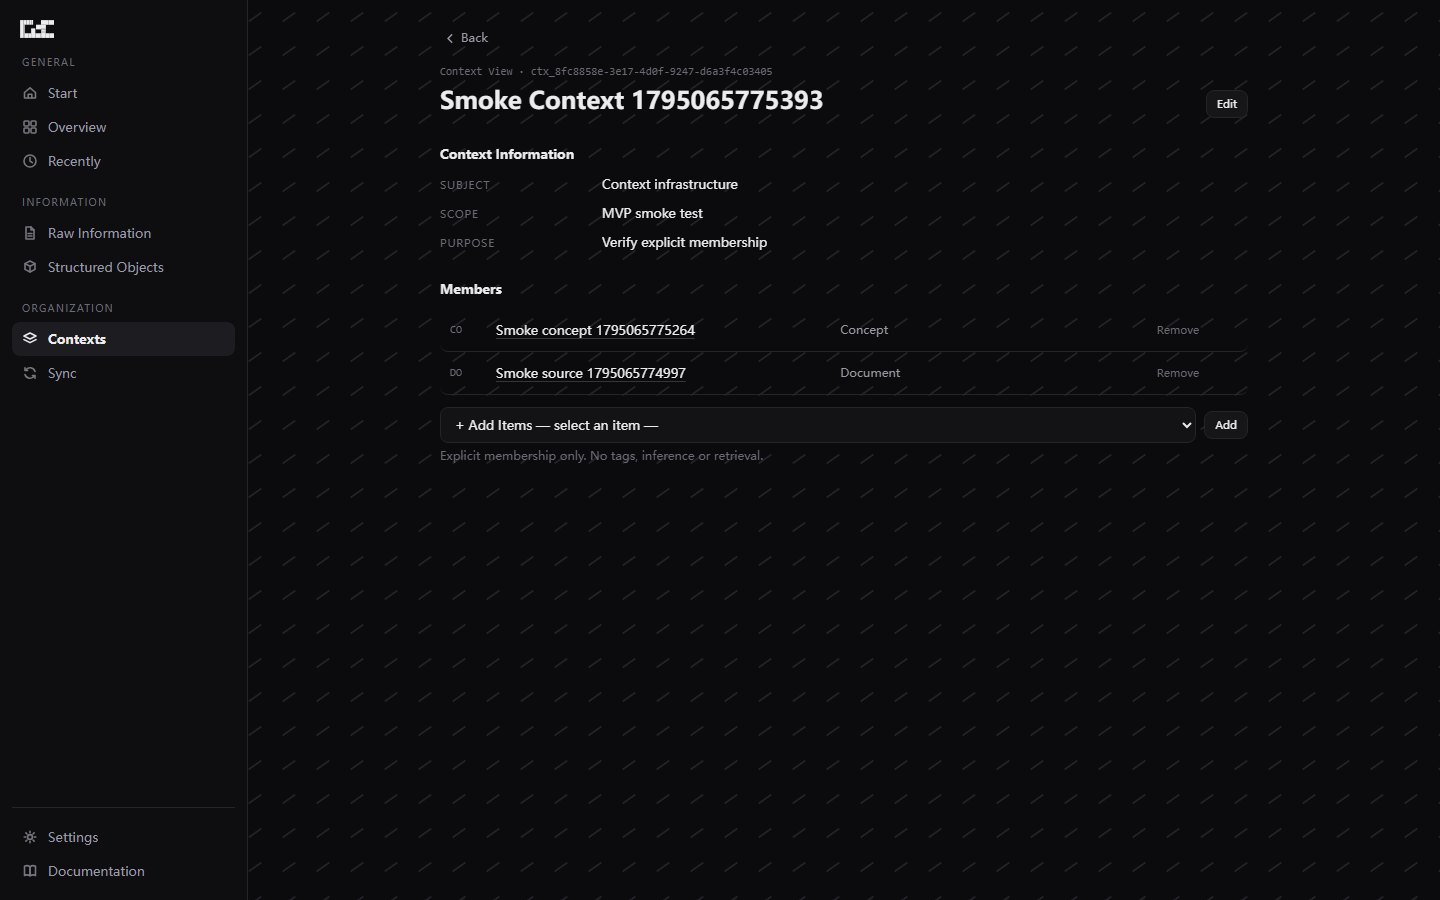 GENERAL
Start
Overview
Recently
INFORMATION
Raw Information
Structured Objects
ORGANIZATION
Contexts
Sync
Settings
Documentation
Back
Context View · ctx_8fc8858e-3e17-4d0f-9247-d6a3f4c03405
Smoke Context 1795065775393
Edit
Context Information
SUBJECT Context infrastructure
SCOPE MVP smoke test
PURPOSE Verify explicit membership
Members
CO Smoke concept 1795065775264 Concept Remove
DO Smoke source 1795065774997 Document Remove
+ Add Items — select an item — Add
Explicit membership only. No tags, inference or retrieval.